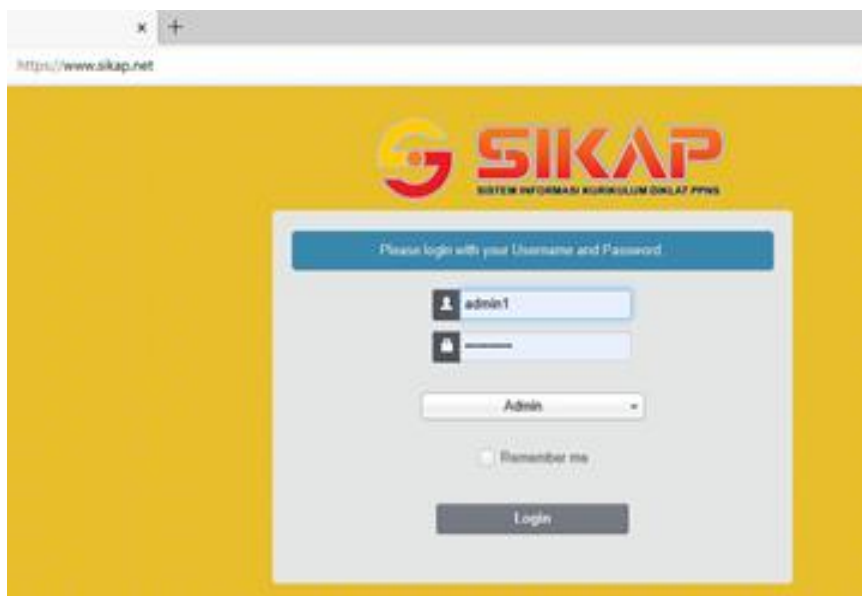 × +
https://www.sikap.net
SIKAP
SISTEM INFORMASI KURIKULUM DIKLAT PPNS
Please login with your Username and Password.
admin1
Admin
Remember me
Login